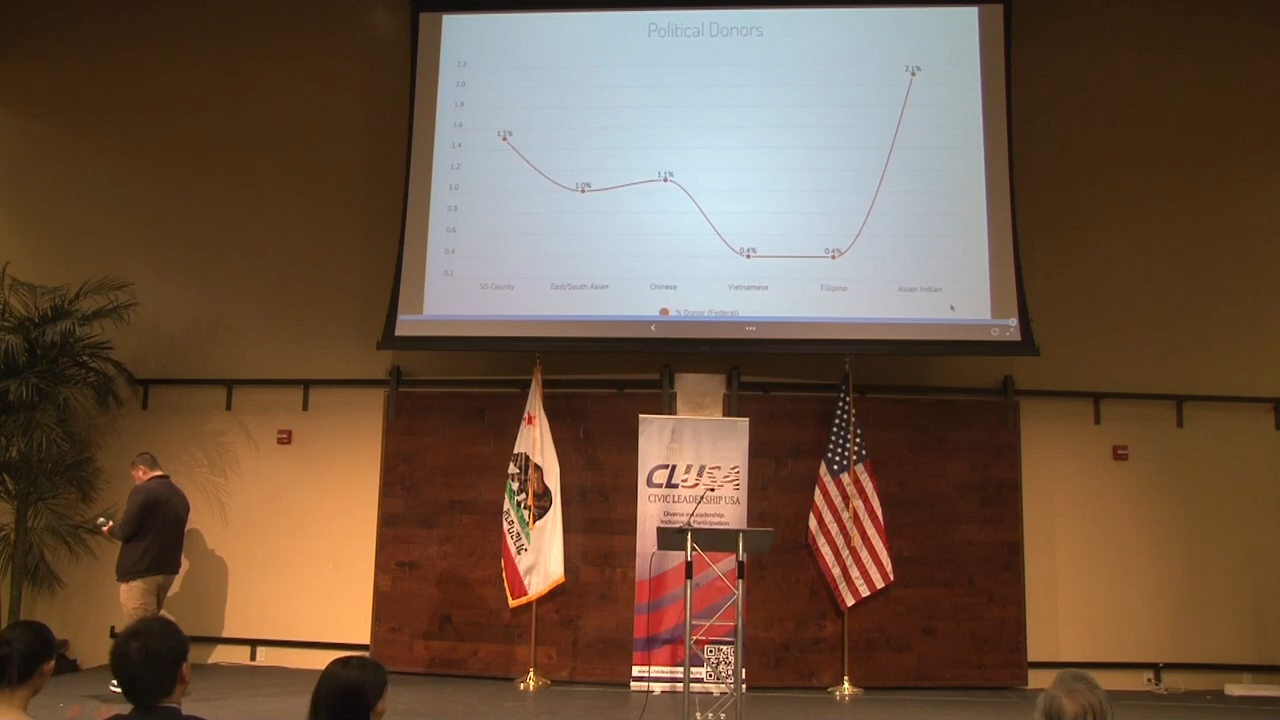 Political Donors
2.2
2.0
1.8
1.6
1.4
1.2
1.0
0.8
0.6
0.4
0.2
1.5%
1.0%
1.1%
0.4%
0.4%
2.1%
SD County
East/South Asian
Chinese
Vietnamese
Filipino
Asian Indian
% Donor (Federal)
CLUSA
CIVIC LEADERSHIP USA
Diverse in Leadership.
Inclusive in Participation
REPUBLIC